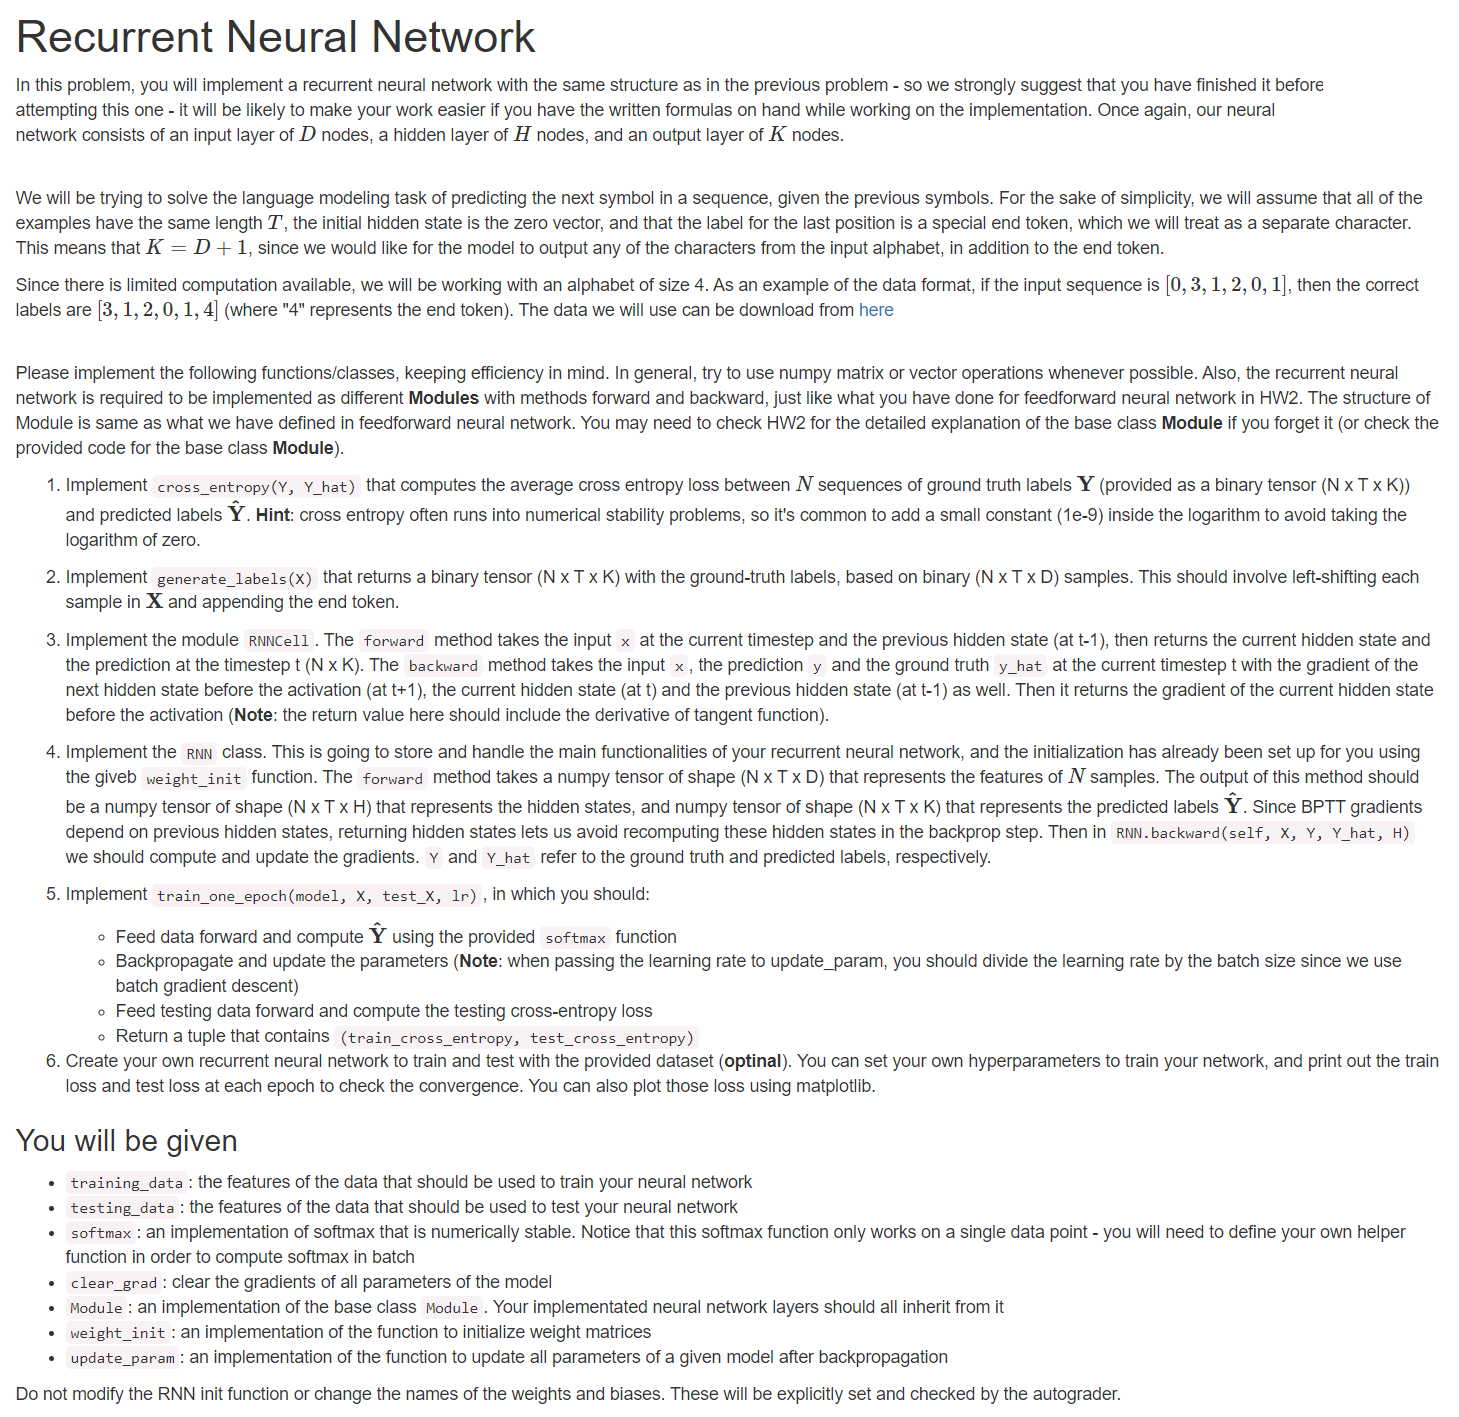 Recurrent Neural Network
In this problem, you will implement a recurrent neural network with the same structure as in the previous problem - so we strongly suggest that you have finished it before
attempting this one - it will be likely to make your work easier if you have the written formulas on hand while working on the implementation. Once again, our neural
network consists of an input layer of D nodes, a hidden layer of H nodes, and an output layer of K nodes.
We will be trying to solve the language modeling task of predicting the next symbol in a sequence, given the previous symbols. For the sake of simplicity, we will assume that all of the
examples have the same length T, the initial hidden state is the zero vector, and that the label for the last position is a special end token, which we will treat as a separate character.
This means that K = D + 1, since we would like for the model to output any of the characters from the input alphabet, in addition to the end token.
Since there is limited computation available, we will be working with an alphabet of size 4. As an example of the data format, if the input sequence is [0, 3, 1, 2, 0, 1], then the correct
labels are [3, 1, 2, 0, 1, 4] (where "4" represents the end token). The data we will use can be download from here
Please implement the following functions/classes, keeping efficiency in mind. In general, try to use numpy matrix or vector operations whenever possible. Also, the recurrent neural
network is required to be implemented as different Modules with methods forward and backward, just like what you have done for feedforward neural network in HW2. The structure of
Module is same as what we have defined in feedforward neural network. You may need to check HW2 for the detailed explanation of the base class Module if you forget it (or check the
provided code for the base class Module).
1. Implement cross_entropy(Y, Y_hat) that computes the average cross entropy loss between N sequences of ground truth labels Y (provided as a binary tensor (N x T x K))
and predicted labels Ŷ. Hint: cross entropy often runs into numerical stability problems, so it's common to add a small constant (1e-9) inside the logarithm to avoid taking the
logarithm of zero.
2. Implement generate_labels(X) that returns a binary tensor (N x T x K) with the ground-truth labels, based on binary (N x T x D) samples. This should involve left-shifting each
sample in X and appending the end token.
3. Implement the module RNNCell. The forward method takes the input x at the current timestep and the previous hidden state (at t-1), then returns the current hidden state and
the prediction at the timestep t (N x K). The backward method takes the input x, the prediction y and the ground truth y_hat at the current timestep t with the gradient of the
next hidden state before the activation (at t+1), the current hidden state (at t) and the previous hidden state (at t-1) as well. Then it returns the gradient of the current hidden state
before the activation (Note: the return value here should include the derivative of tangent function).
4. Implement the RNN class. This is going to store and handle the main functionalities of your recurrent neural network, and the initialization has already been set up for you using
the giveb weight_init function. The forward method takes a numpy tensor of shape (N x T x D) that represents the features of N samples. The output of this method should
be a numpy tensor of shape (N x T x H) that represents the hidden states, and numpy tensor of shape (N x T x K) that represents the predicted labels Ŷ. Since BPTT gradients
depend on previous hidden states, returning hidden states lets us avoid recomputing these hidden states in the backprop step. Then in RNN.backward(self, X, Y, Y_hat, H)
we should compute and update the gradients. Y and Y_hat refer to the ground truth and predicted labels, respectively.
5. Implement train_one_epoch(model, X, test_X, lr), in which you should:
◦ Feed data forward and compute Ŷ using the provided softmax function
◦ Backpropagate and update the parameters (Note: when passing the learning rate to update_param, you should divide the learning rate by the batch size since we use
batch gradient descent)
◦ Feed testing data forward and compute the testing cross-entropy loss
◦ Return a tuple that contains (train_cross_entropy, test_cross_entropy)
6. Create your own recurrent neural network to train and test with the provided dataset (optinal). You can set your own hyperparameters to train your network, and print out the train
loss and test loss at each epoch to check the convergence. You can also plot those loss using matplotlib.
You will be given
• training_data: the features of the data that should be used to train your neural network
• testing_data: the features of the data that should be used to test your neural network
• softmax: an implementation of softmax that is numerically stable. Notice that this softmax function only works on a single data point - you will need to define your own helper
function in order to compute softmax in batch
• clear_grad: clear the gradients of all parameters of the model
• Module: an implementation of the base class Module. Your implementated neural network layers should all inherit from it
• weight_init: an implementation of the function to initialize weight matrices
• update_param: an implementation of the function to update all parameters of a given model after backpropagation
Do not modify the RNN init function or change the names of the weights and biases. These will be explicitly set and checked by the autograder.